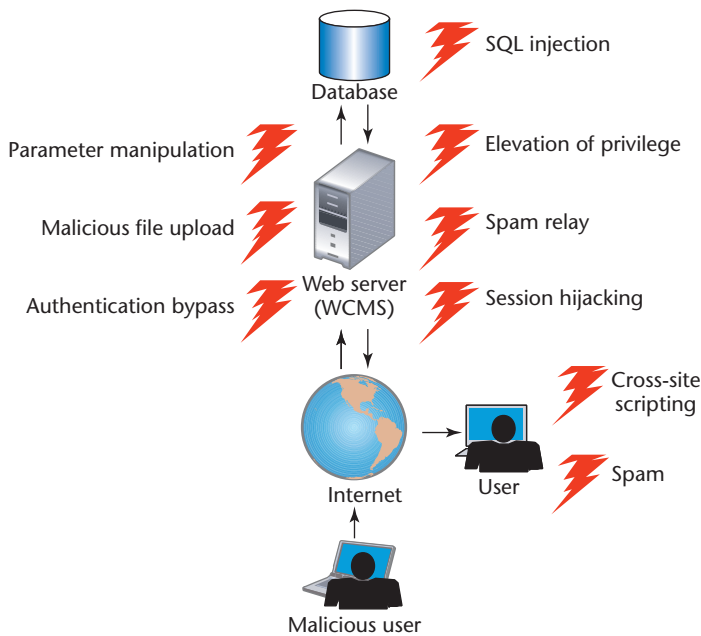 SQL injection
Database
Parameter manipulation
Elevation of privilege
Malicious file upload
Spam relay
Web server
(WCMS)
Authentication bypass
Session hijacking
Cross-site
scripting
Internet
User
Spam
Malicious user